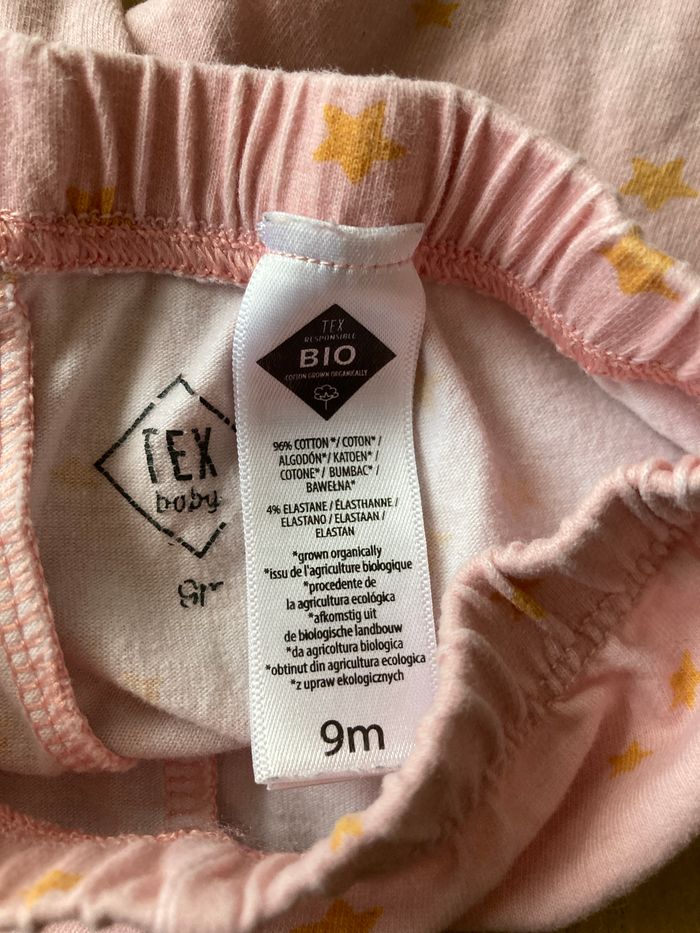 TEX
RESPONSIBLE
BIO
COTTON GROWN ORGANICALLY
96% COTTON*/ COTON*/
ALGODÓN*/ KATOEN*/
COTONE*/ BUMBAC*/
BAWEŁNA*
4% ELASTANE / ÉLASTHANNE /
ELASTANO / ELASTAAN /
ELASTAN
*grown organically
*issu de l'agriculture biologique
*procedente de
la agricultura ecológica
*afkomstig uit
de biologische landbouw
*da agricoltura biologica
*obtinut din agricultura ecologica
*z upraw ekologicznych
9m
TEX
baby